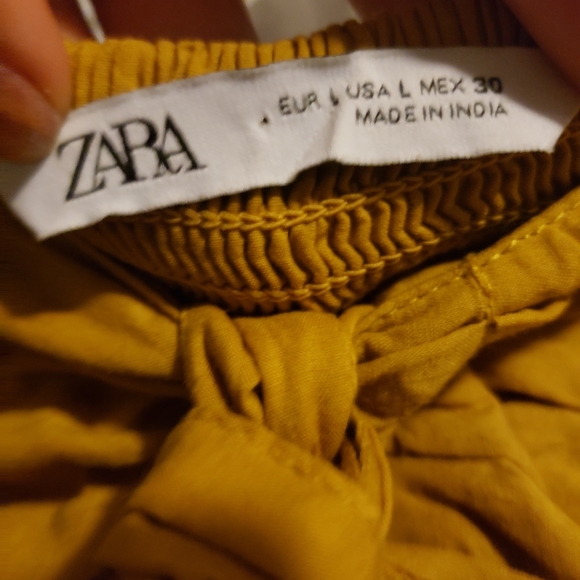 ZARA
EUR L USA L MEX 30
MADE IN INDIA